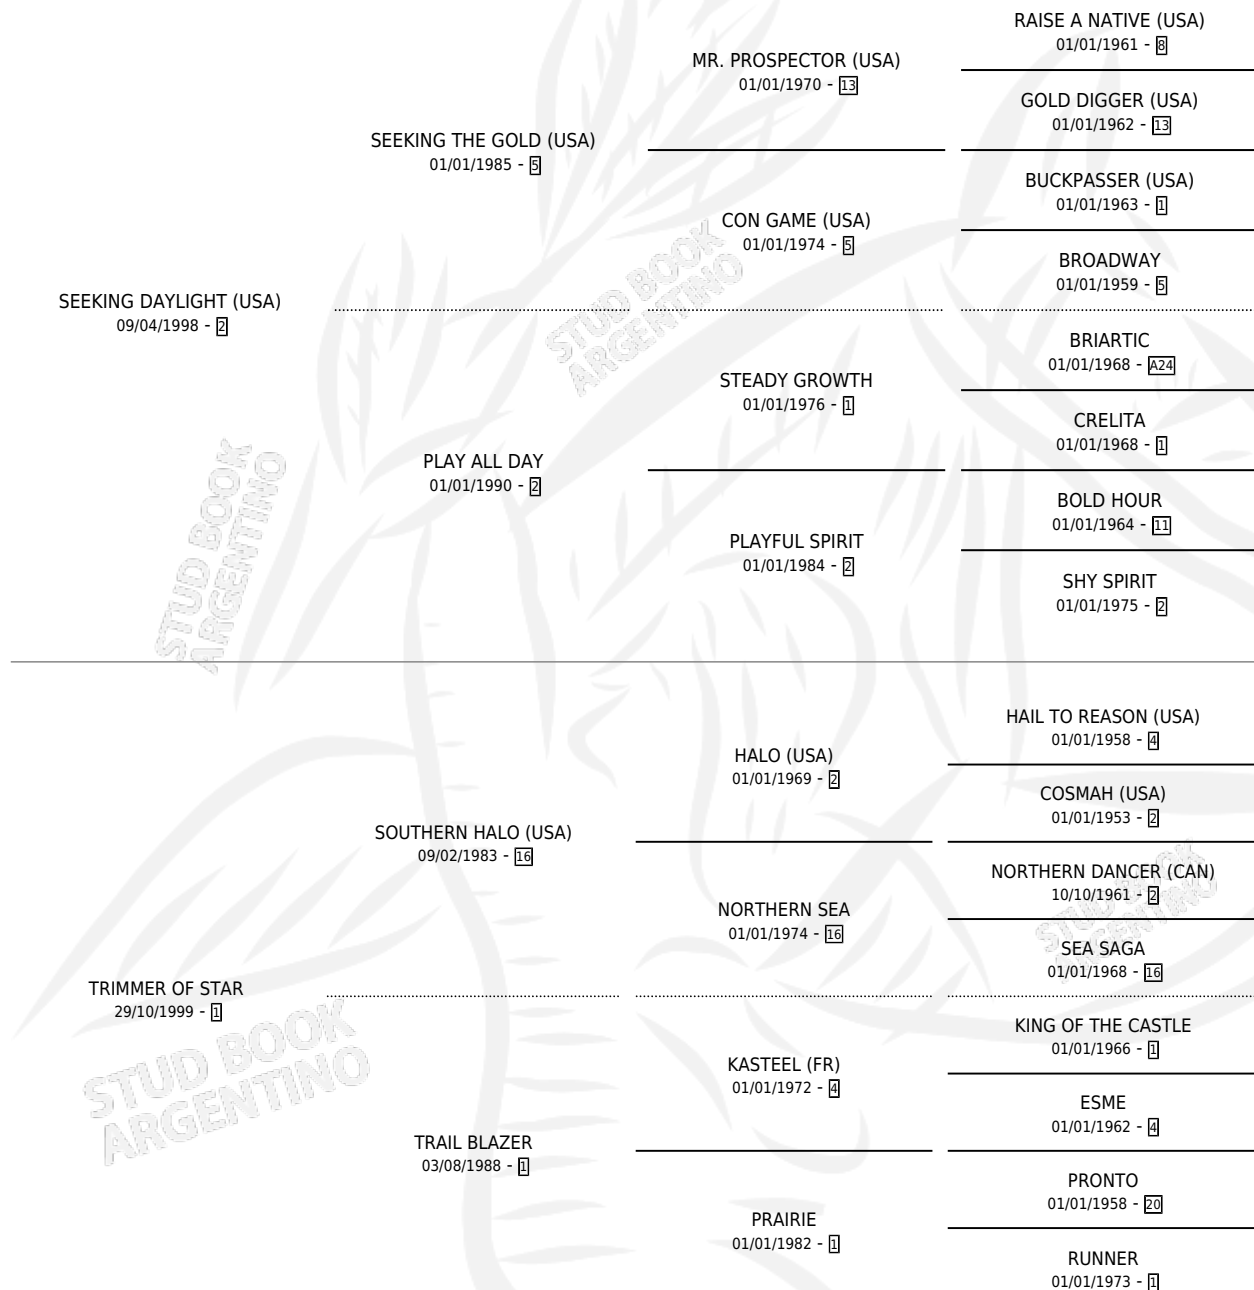 RAISE A NATIVE (USA)
01/01/1961 - 8
MR. PROSPECTOR (USA)
01/01/1970 - 13
GOLD DIGGER (USA)
01/01/1962 - 13
SEEKING THE GOLD (USA)
01/01/1985 - 5
BUCKPASSER (USA)
01/01/1963 - 1
CON GAME (USA)
01/01/1974 - 5
BROADWAY
01/01/1959 - 5
SEEKING DAYLIGHT (USA)
09/04/1998 - 2
STUD BOOK
ARGENTINO
BRIARTIC
01/01/1968 - A24
STEADY GROWTH
01/01/1976 - 1
CRELITA
01/01/1968 - 1
PLAY ALL DAY
01/01/1990 - 2
BOLD HOUR
01/01/1964 - 11
PLAYFUL SPIRIT
01/01/1984 - 2
SHY SPIRIT
01/01/1975 - 2
STUD BOOK
ARGENTINO
HAIL TO REASON (USA)
01/01/1958 - 4
HALO (USA)
01/01/1969 - 2
COSMAH (USA)
01/01/1953 - 2
SOUTHERN HALO (USA)
09/02/1983 - 16
NORTHERN DANCER (CAN)
10/10/1961 - 2
NORTHERN SEA
01/01/1974 - 16
STUD BOOK
ARGENTINO
SEA SAGA
01/01/1968 - 16
TRIMMER OF STAR
29/10/1999 - 1
STUD BOOK
ARGENTINO
KING OF THE CASTLE
01/01/1966 - 1
KASTEEL (FR)
01/01/1972 - 4
ESME
01/01/1962 - 4
TRAIL BLAZER
03/08/1988 - 1
PRONTO
01/01/1958 - 20
PRAIRIE
01/01/1982 - 1
RUNNER
01/01/1973 - 1